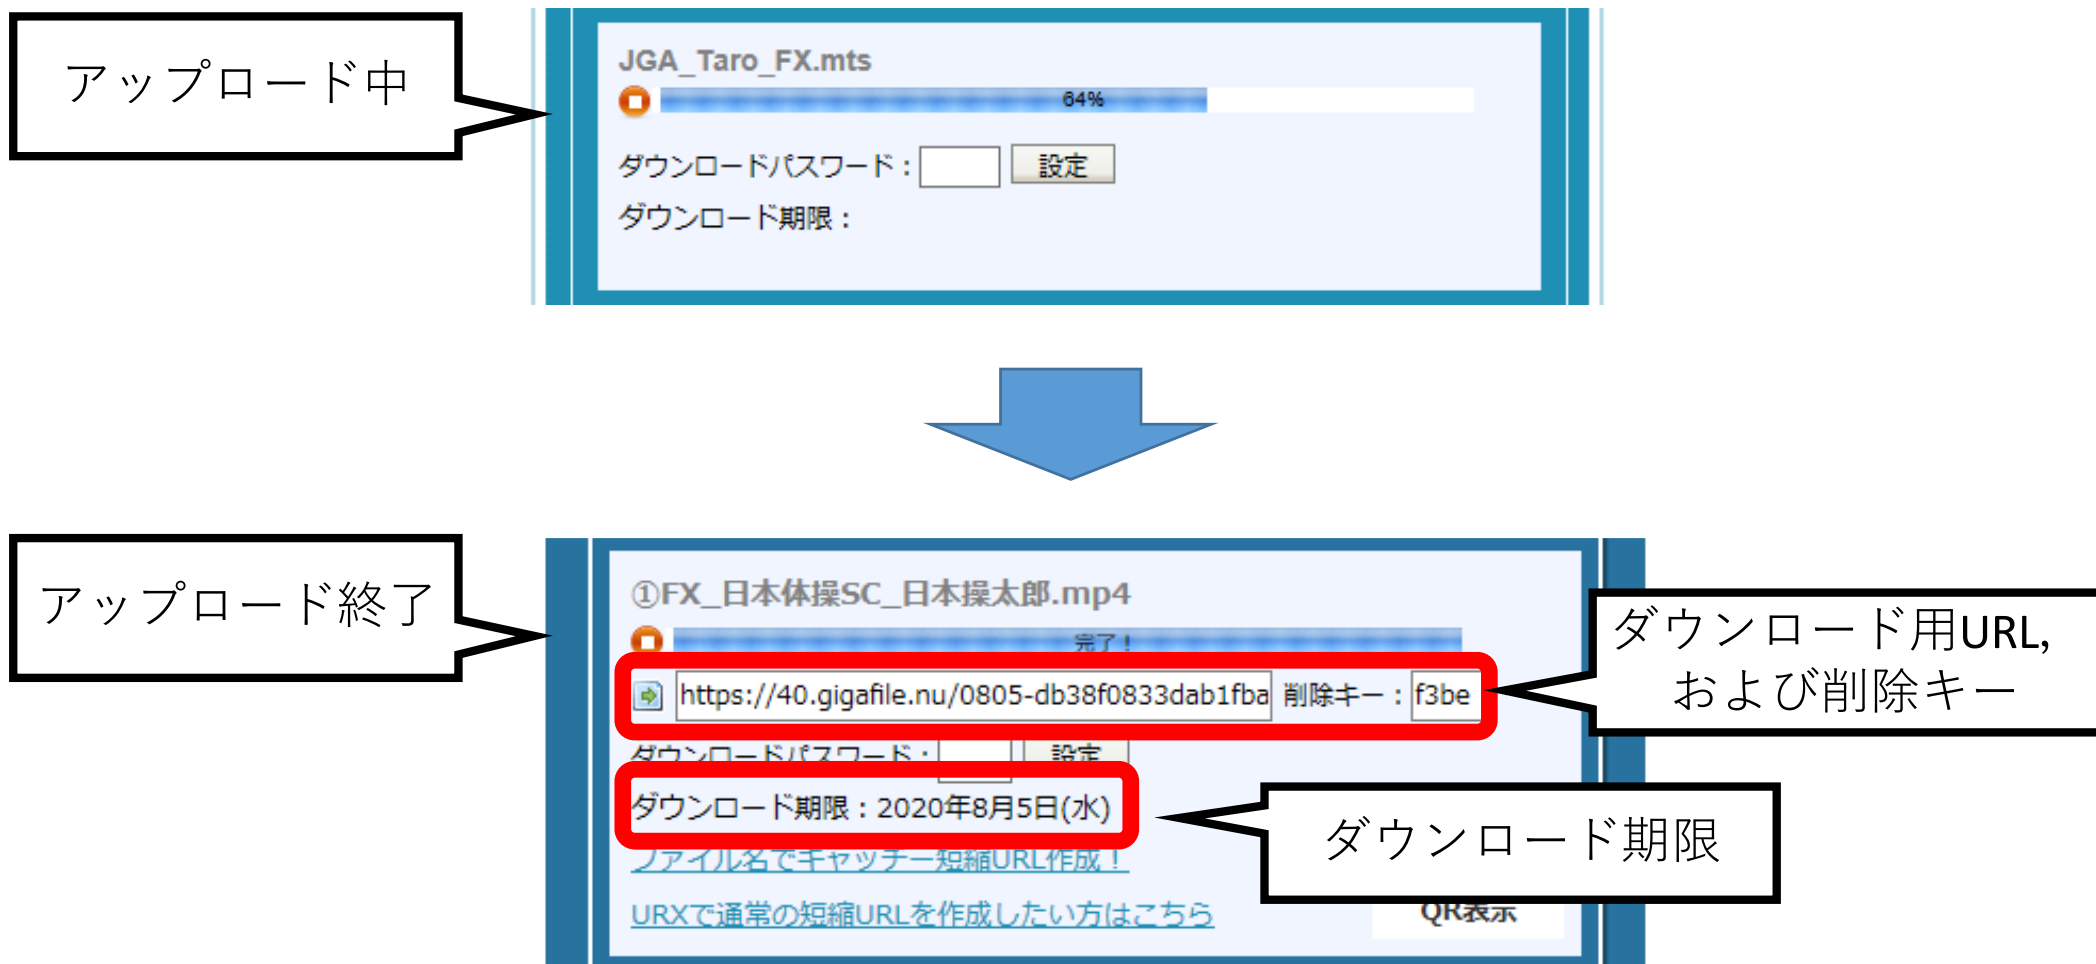 アップロード中
JGA_Taro_FX.mts
64%
ダウンロードパスワード：
設定
ダウンロード期限：
アップロード終了
①FX_日本体操SC_日本操太郎.mp4
完了！
https://40.gigafile.nu/0805-db38f0833dab1fba 削除キー：f3be
ダウンロード用URL,
および削除キー
ダウンロードパスワード：
設定
ダウンロード期限：2020年8月5日(水)
ダウンロード期限
ファイル名でキャッチー短縮URL作成！
URXで通常の短縮URLを作成したい方はこちら
QR表示